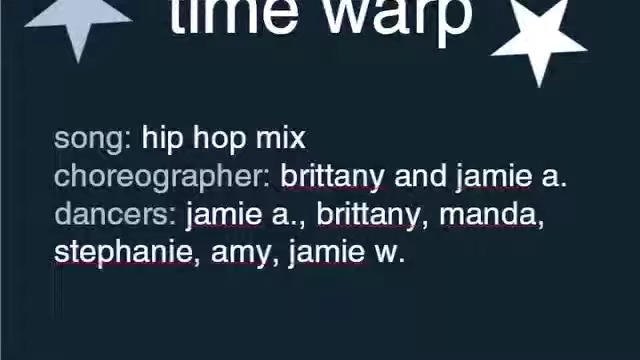 time warp
song: hip hop mix
choreographer: brittany and jamie a.
dancers: jamie a., brittany, manda,
stephanie, amy, jamie w.